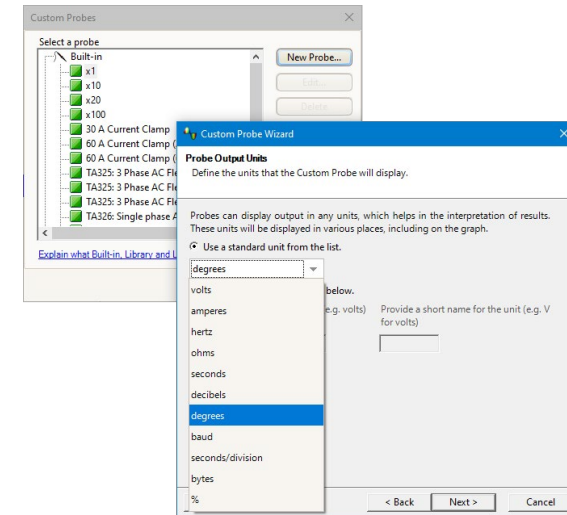 Custom Probes
Select a probe
Built-in
x1
x10
x20
x100
30 A Current Clamp
60 A Current Clamp (
60 A Current Clamp (
TA325: 3 Phase AC Fle
TA325: 3 Phase AC Fle
TA325: 3 Phase AC Fle
TA326: Single phase A
Explain what Built-in, Library and L
New Probe...
Edit...
Delete
Custom Probe Wizard
Probe Output Units
Define the units that the Custom Probe will display.
Probes can display output in any units, which helps in the interpretation of results.
These units will be displayed in various places, including on the graph.
Use a standard unit from the list.
degrees
volts
amperes
hertz
ohms
seconds
decibels
degrees
baud
seconds/division
bytes
%
below.
e.g. volts)
Provide a short name for the unit (e.g. V
for volts)
< Back
Next >
Cancel